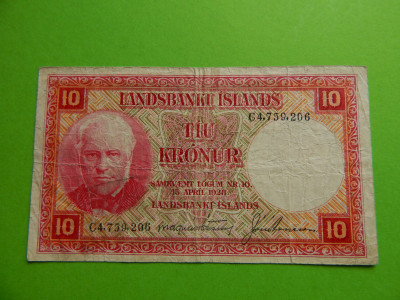 10 LANDSBANKI ÍSLANDS 10
C4,739,206
TÍU
KRÓNUR
SAMKVÆMT LÖGUM NR. 10,
15. APRÍL 1928
LANDSBANKI ÍSLANDS
10 C4,739,206 10